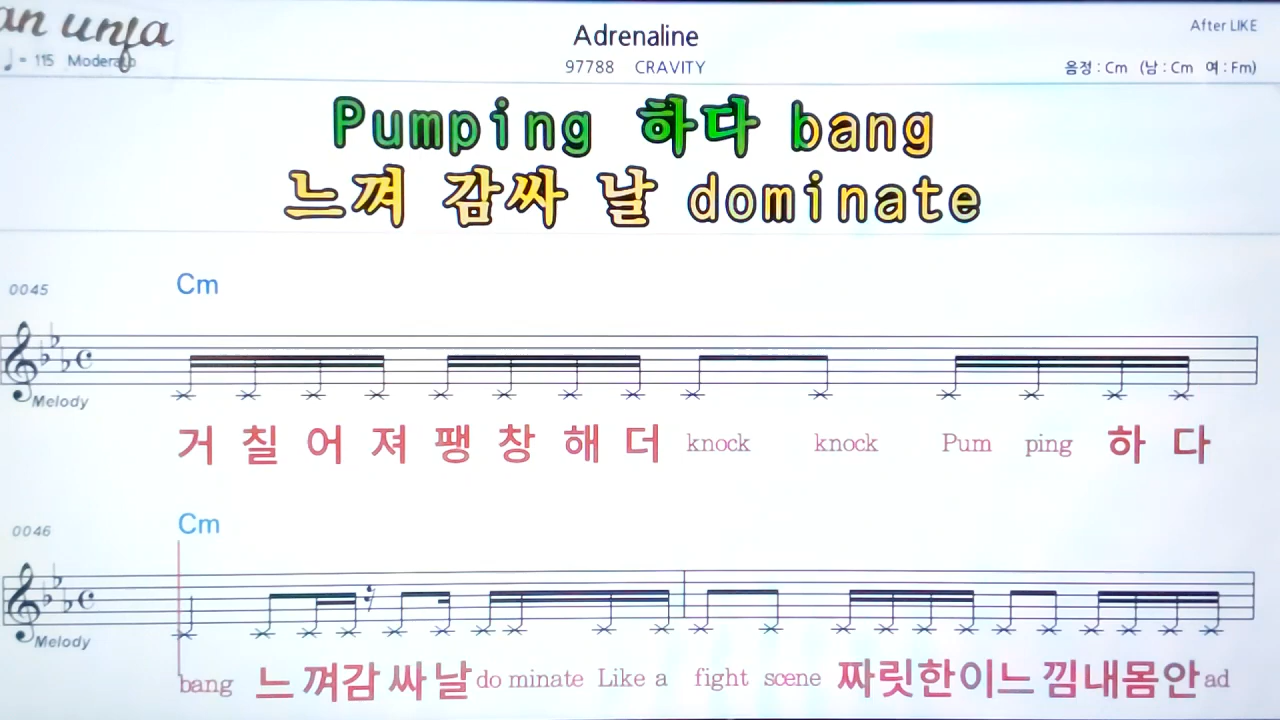 an unfa
After LIKE
Adrenaline
♩ = 115 Moderato
97788 CRAVITY
음정 : Cm (남 : Cm 여 : Fm)
Pumping 하다 bang
느껴 감싸 날 dominate
0045 Cm
Melody
거 칠 어 져 팽 창 해 더 knock knock Pum ping 하 다
0046 Cm
Melody
bang 느 껴감 싸 날 do minate Like a fight scene 짜릿한이느 낌내몸안 ad